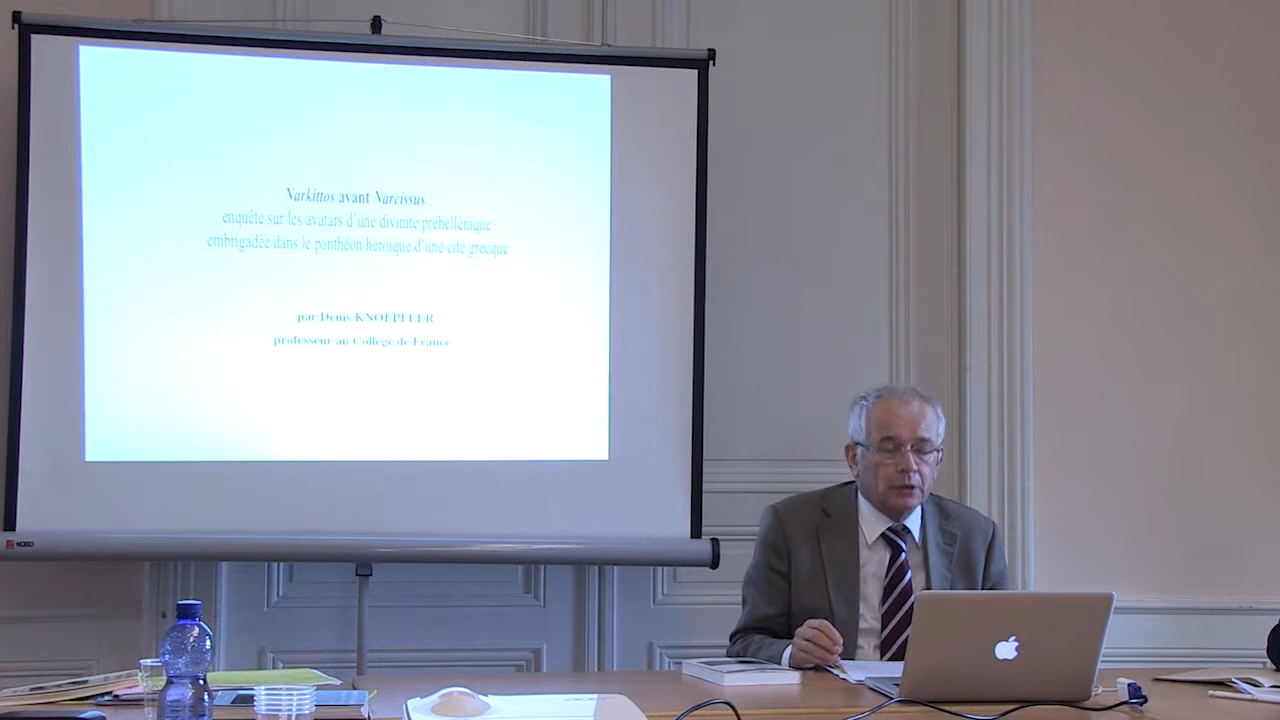 Narkittos avant Narcissus
enquête sur les avatars d'une divinité préhellénique
embrigadée dans le panthéon héroïque d'une cité grecque
par Denis KNOEPFLER
professeur au Collège de France
NOBO